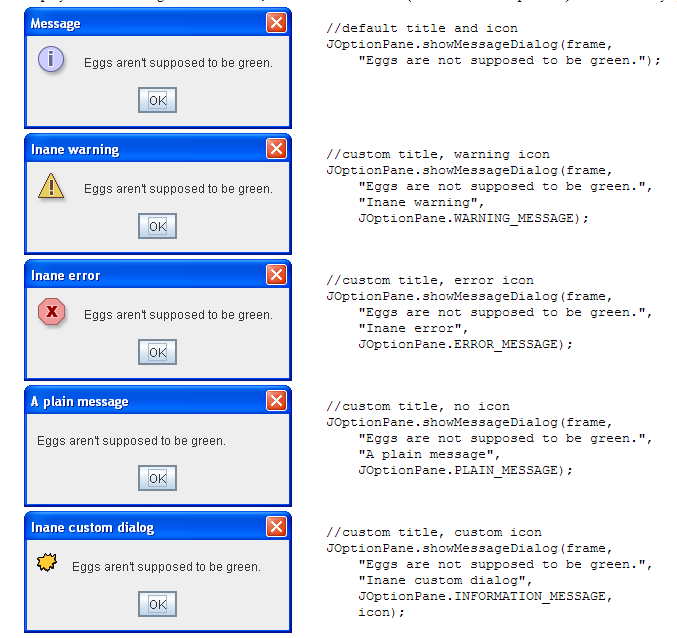 Message
Eggs aren't supposed to be green.
OK
//default title and icon
JOptionPane.showMessageDialog(frame,
"Eggs are not supposed to be green.");
Inane warning
Eggs aren't supposed to be green.
OK
//custom title, warning icon
JOptionPane.showMessageDialog(frame,
"Eggs are not supposed to be green.",
"Inane warning",
JOptionPane.WARNING_MESSAGE);
Inane error
Eggs aren't supposed to be green.
OK
//custom title, error icon
JOptionPane.showMessageDialog(frame,
"Eggs are not supposed to be green.",
"Inane error",
JOptionPane.ERROR_MESSAGE);
A plain message
Eggs aren't supposed to be green.
OK
//custom title, no icon
JOptionPane.showMessageDialog(frame,
"Eggs are not supposed to be green.",
"A plain message",
JOptionPane.PLAIN_MESSAGE);
Inane custom dialog
Eggs aren't supposed to be green.
OK
//custom title, custom icon
JOptionPane.showMessageDialog(frame,
"Eggs are not supposed to be green.",
"Inane custom dialog",
JOptionPane.INFORMATION_MESSAGE,
icon);